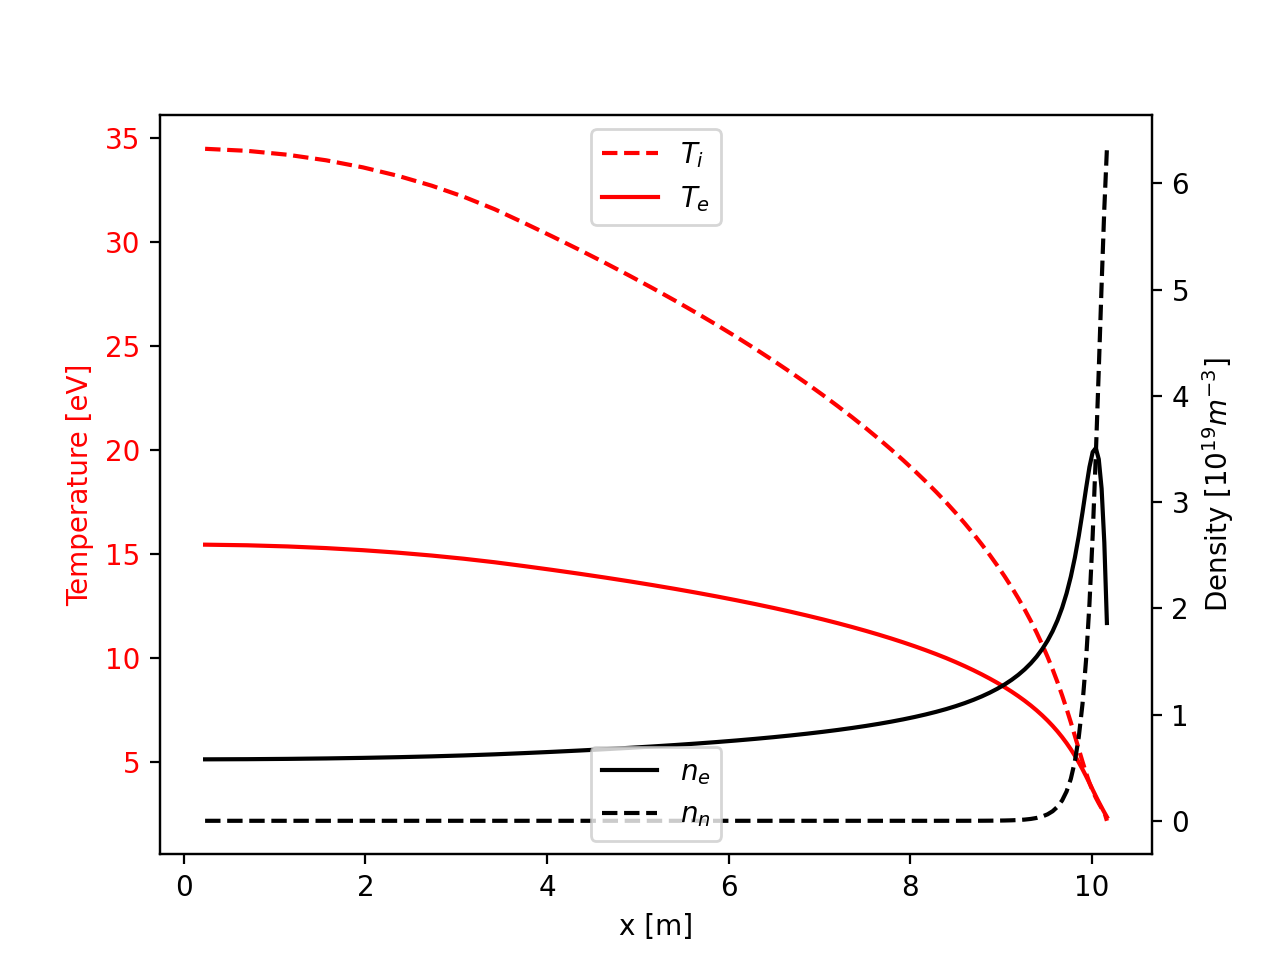 35
30
25
20
15
10
5
Temperature [eV]
T_i
T_e
n_e
n_n
6
5
4
3
2
1
0
Density [10^{19}m^{-3}]
0 2 4 6 8 10
x [m]